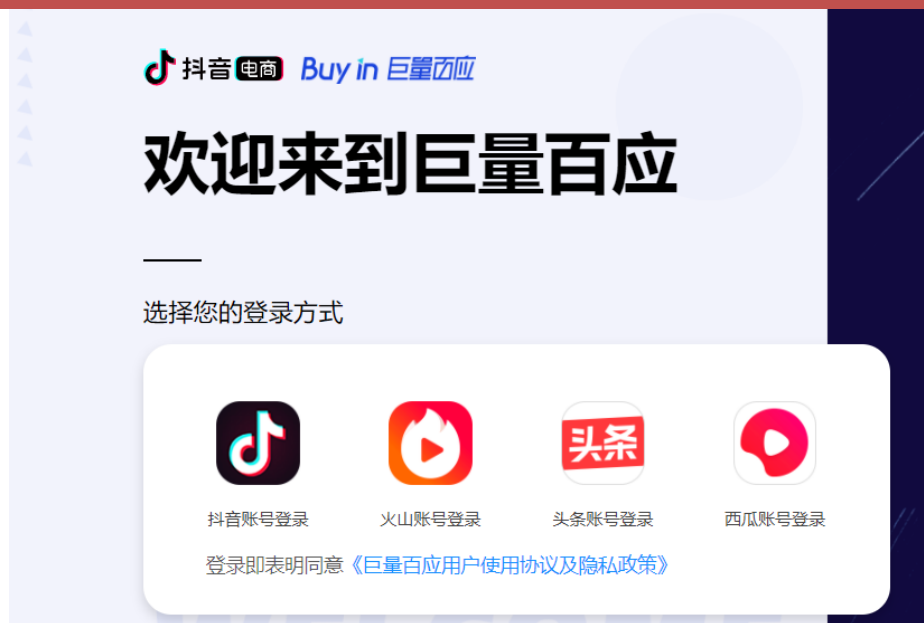 抖音电商 Buy in 巨量百应
欢迎来到巨量百应
选择您的登录方式
头条
抖音账号登录 火山账号登录 头条账号登录 西瓜账号登录
登录即表明同意《巨量百应用户使用协议及隐私政策》